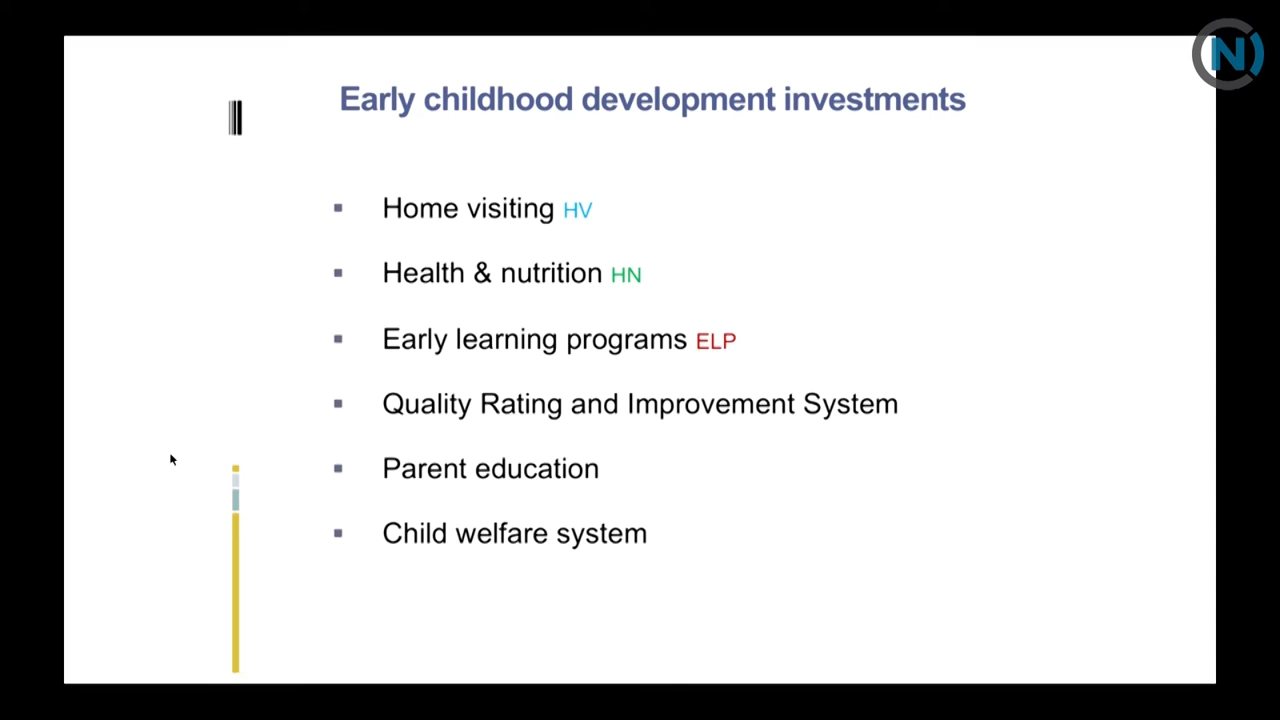 Early childhood development investments
Home visiting HV
Health & nutrition HN
Early learning programs ELP
Quality Rating and Improvement System
Parent education
Child welfare system
CN